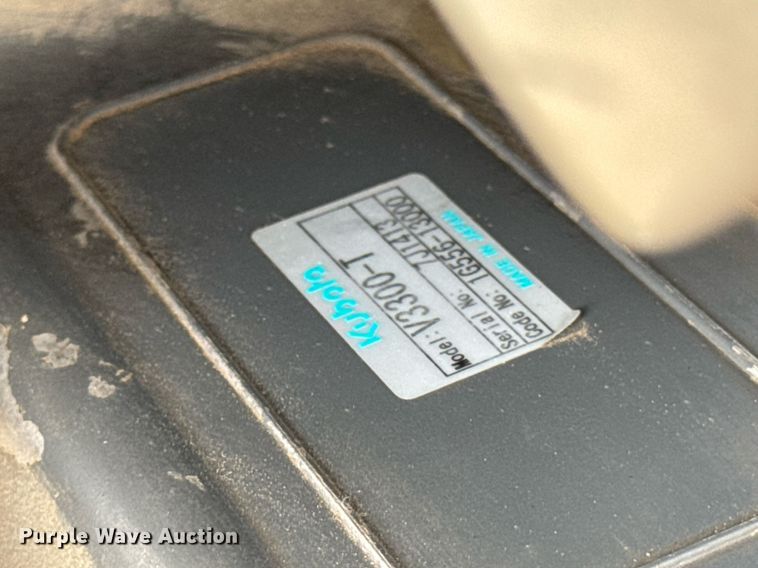 Kubota
Model: V3300-T
Serial No: 7J1413
Code No: 1G556-13000
MADE IN JAPAN
Purple Wave Auction